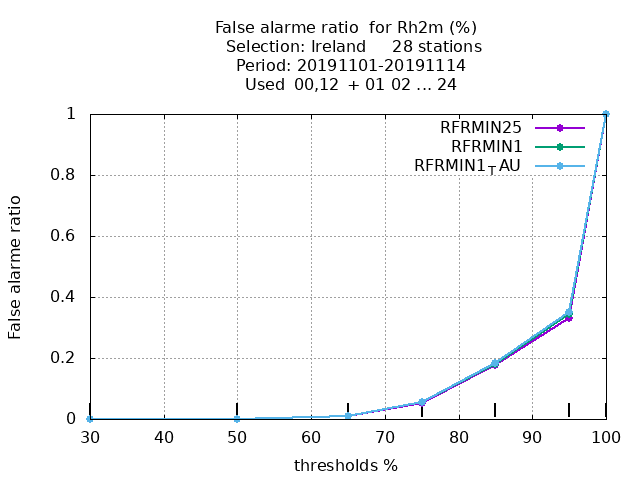 False alarme ratio  for Rh2m (%)
Selection: Ireland     28 stations
Period: 20191101-20191114
Used  00,12  + 01 02 ... 24
1
0.8
0.6
0.4
0.2
0
False alarme ratio
RFRMIN25
RFRMIN1
RFRMIN1TAU
30 40 50 60 70 80 90 100
thresholds %